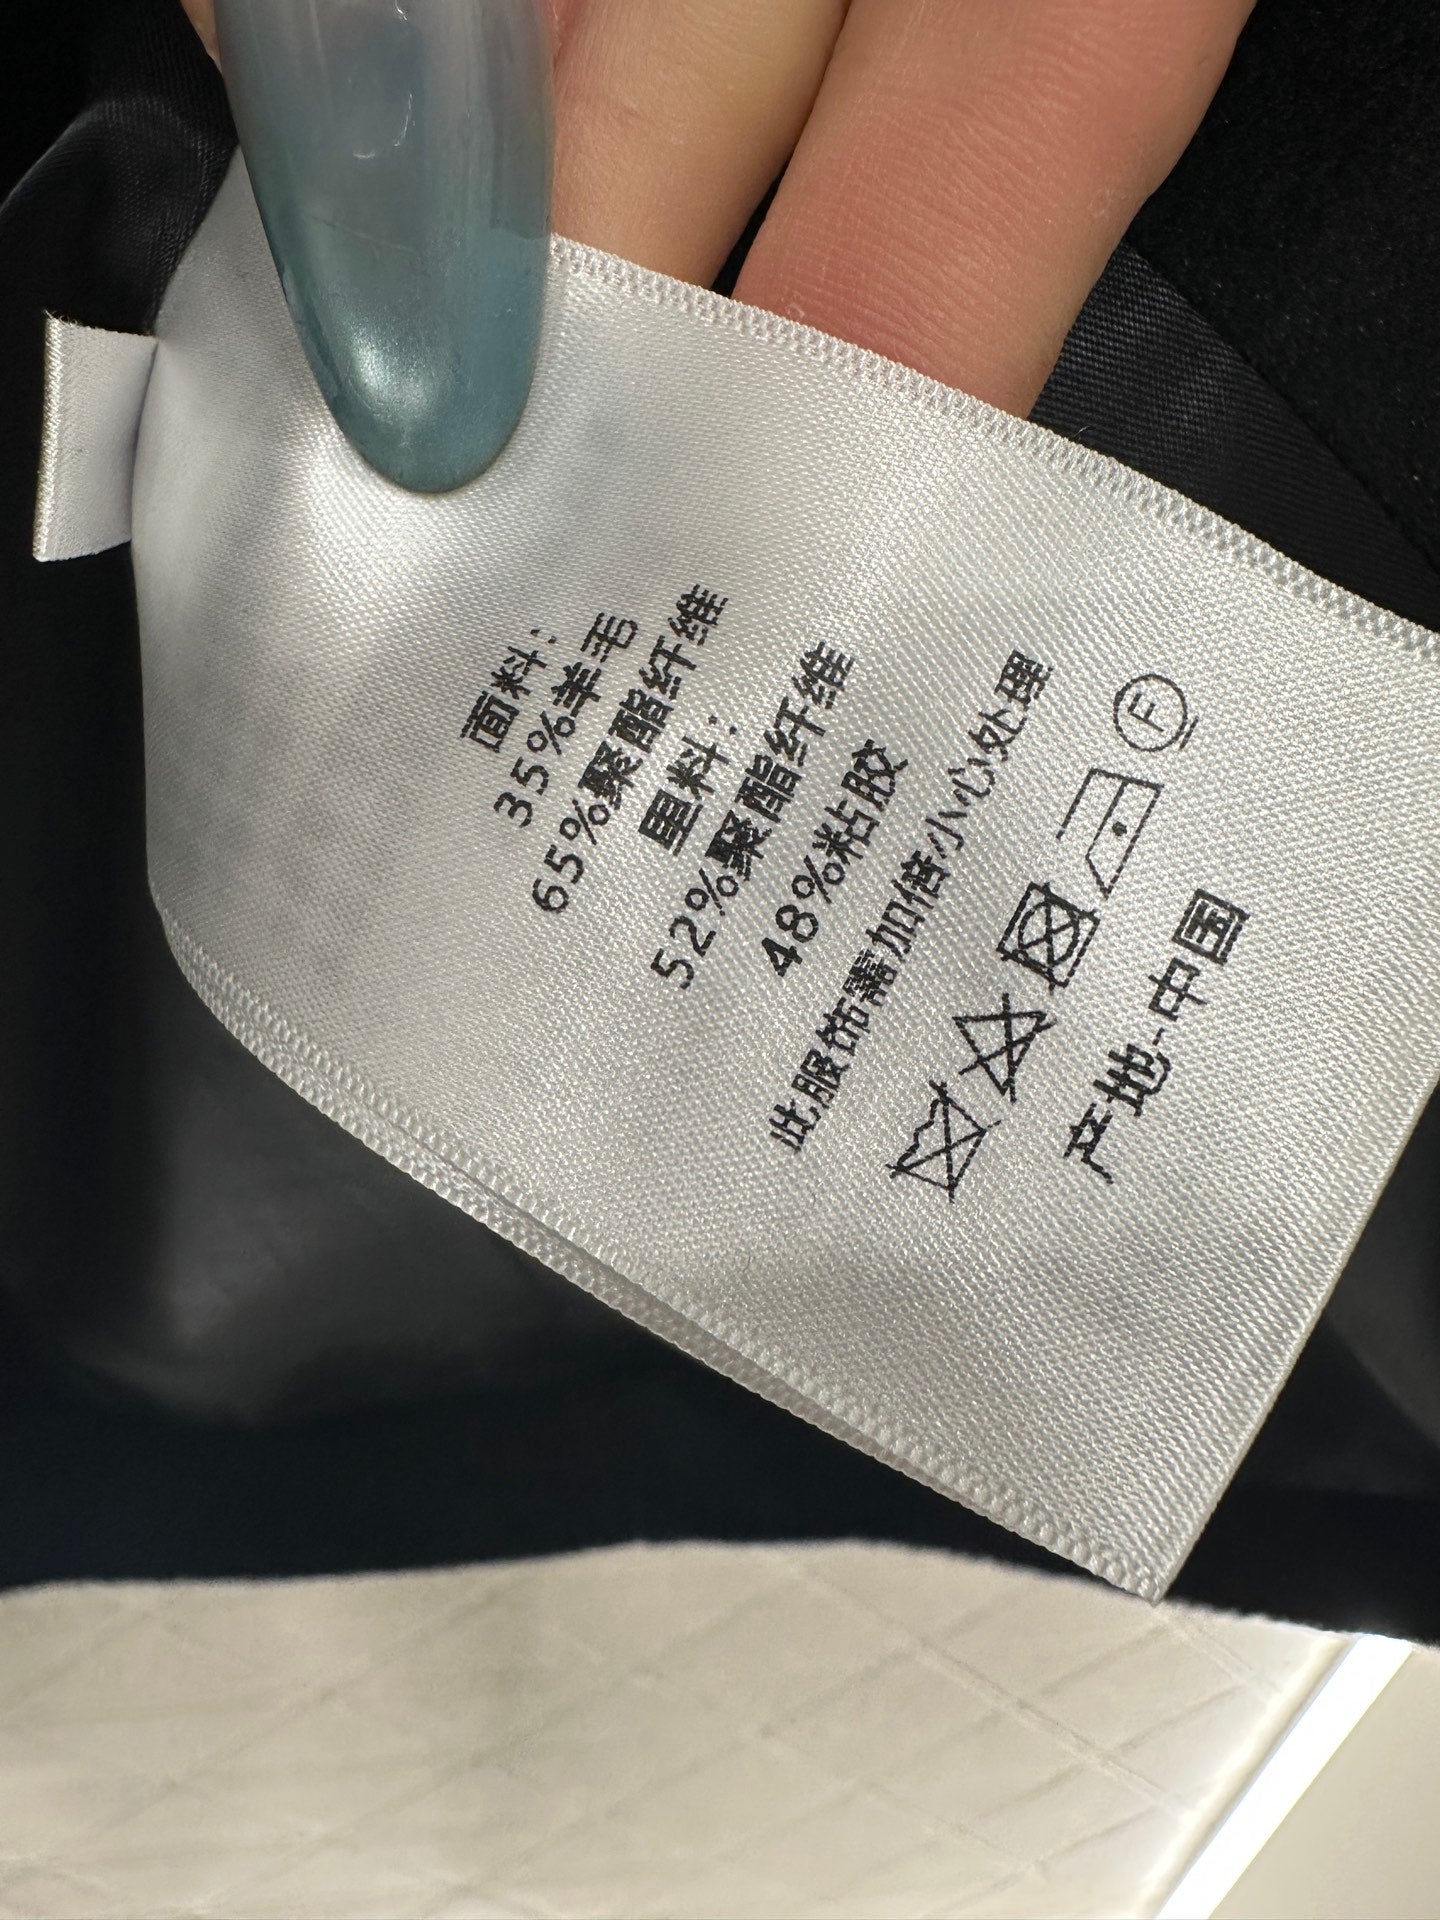 面料：
35%羊毛
65%聚酯纤维
里料：
52%聚酯纤维
48%粘胶
此服饰需加倍小心处理
F
产地-中国